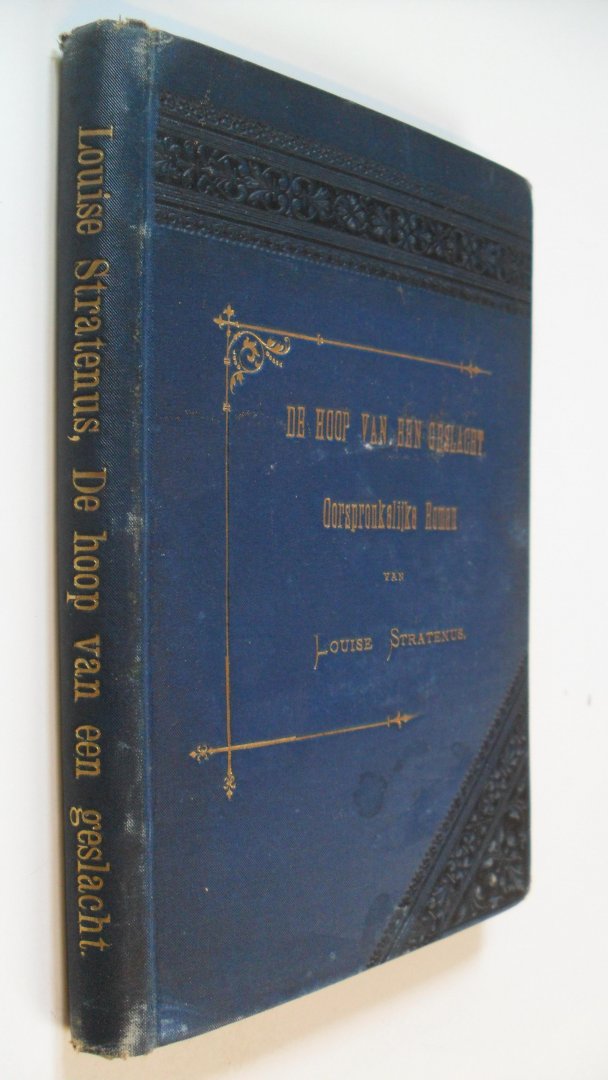 Louise Stratenus, De hoop van een geslacht.
DE HOOP VAN EEN GESLACHT
Oorspronkelijke Roman
VAN
LOUISE STRATENUS.